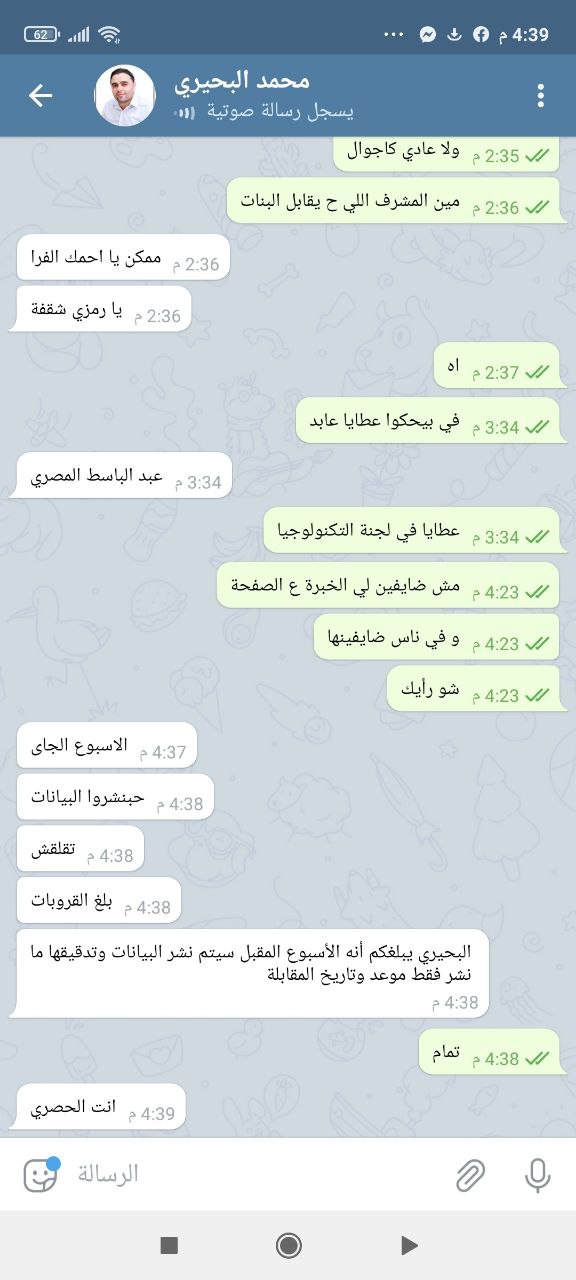 62
4:39 م
محمد البحيري
يسجل رسالة صوتية
ولا عادي كاجوال
2:35 م
مين المشرف اللي ح يقابل البنات
2:36 م
ممكن يا احمك الفرا
2:36 م
يا رمزي شقفة
2:36 م
اه
2:37 م
في بيحكوا عطايا عابد
3:34 م
عبد الباسط المصري
3:34 م
عطايا في لجنة التكنولوجيا
3:34 م
مش ضايفين لي الخبرة ع الصفحة
4:23 م
و في ناس ضايفينها
4:23 م
شو رأيك
4:23 م
الاسبوع الجاى
4:37 م
حبنشروا البيانات
4:38 م
تقلقش
4:38 م
بلغ القروبات
4:38 م
البحيري يبلغكم أنه الأسبوع المقبل سيتم نشر البيانات وتدقيقها ما
نشر فقط موعد وتاريخ المقابلة
4:38 م
تمام
4:38 م
انت الحصري
4:39 م
الرسالة